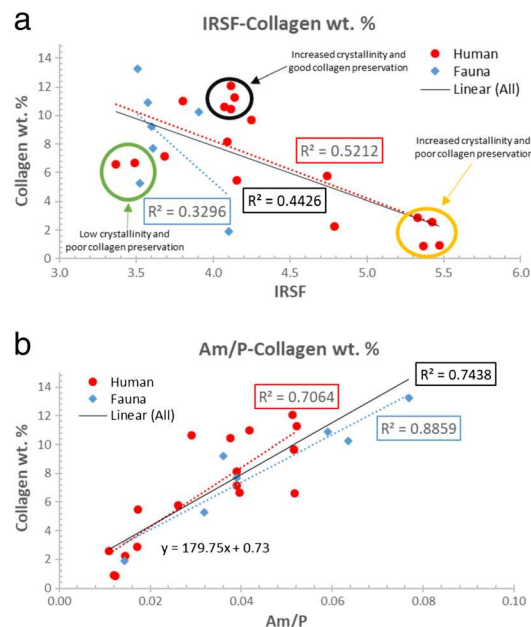 a
IRSF-Collagen wt. %
Collagen wt. %
14
12
10
8
6
4
2
0
Increased crystallinity and
good collagen preservation
Human
Fauna
Linear (All)
R² = 0.5212
Increased crystallinity and
poor collagen preservation
R² = 0.4426
R² = 0.3296
Low crystallinity and
poor collagen preservation
3.0 3.5 4.0 4.5 5.0 5.5 6.0
IRSF
b
Am/P-Collagen wt. %
Collagen wt. %
16
14
12
10
8
6
4
2
0
Human
Fauna
Linear (All)
R² = 0.7438
R² = 0.7064
R² = 0.8859
y = 179.75x + 0.73
0.00 0.02 0.04 0.06 0.08 0.10
Am/P